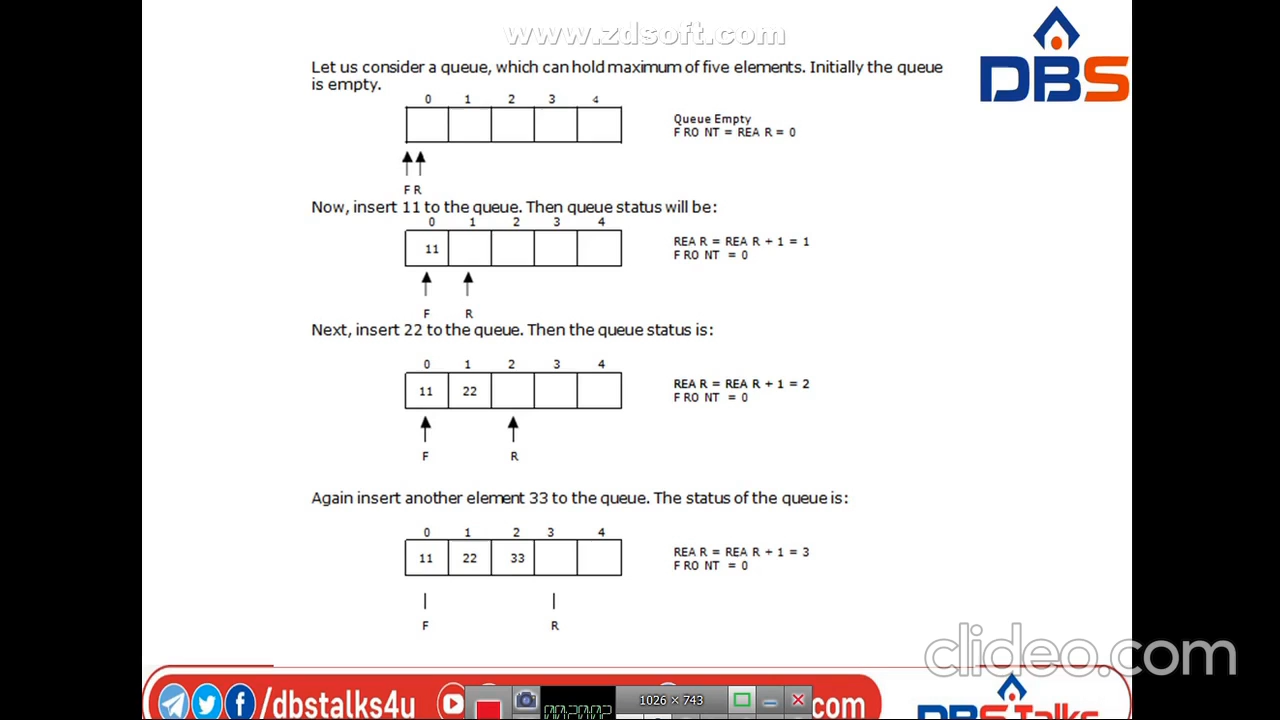 www.zdsoft.com
DBS
Let us consider a queue, which can hold maximum of five elements. Initially the queue
is empty.
0 1 2 3 4
Queue Empty
F RO NT = REA R = 0
F R
Now, insert 11 to the queue. Then queue status will be:
0 1 2 3 4
11
REA R = REA R + 1 = 1
F RO NT = 0
F R
Next, insert 22 to the queue. Then the queue status is:
0 1 2 3 4
11 22
REA R = REA R + 1 = 2
F RO NT = 0
F R
Again insert another element 33 to the queue. The status of the queue is:
0 1 2 3 4
11 22 33
REA R = REA R + 1 = 3
F RO NT = 0
F R
clideo.com
/dbstalks4u
1026 × 743
com
DBS Talks
00:20:02